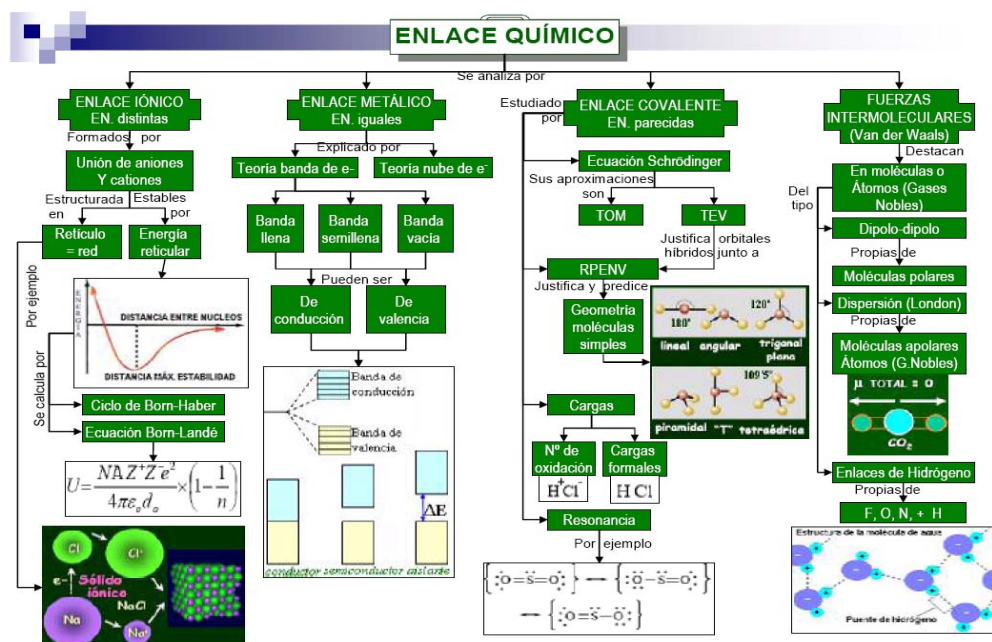 ENLACE QUÍMICO
Se analiza por
ENLACE IÓNICO
EN. distintas
Formados por
Unión de aniones
Y cationes
Estructurada en
Estables por
Retículo
= red
Energía
reticular
Por ejemplo
ENERGÍA
DISTANCIA ENTRE NUCLEOS
DISTANCIA MÁX. ESTABILIDAD
Se calcula por
Ciclo de Born-Haber
Ecuación Born-Landé
U = NAZ⁺Z⁻e² / 4πε₀d₀ × (1 − 1/n)
Cl
Cl⁻
e-
Sólido
iónico
NaCl
Na
Na⁺
ENLACE METÁLICO
EN. iguales
Explicado por
Teoría banda de e-
Teoría nube de e⁻
Banda
llena
Banda
semillena
Banda
vacía
Pueden ser
De
conducción
De
valencia
Banda de
conducción
Banda de
valencia
ΔE
conductor semiconductor aislante
Estudiado
por
ENLACE COVALENTE
EN. parecidas
Ecuación Schrödinger
Sus aproximaciones
son
TOM
TEV
Justifica orbitales
híbridos junto a
RPENV
Justifica y predice
Geometría
moléculas
simples
180°
120°
lineal angular trigonal
plana
109'5°
piramidal "T" tetraédrica
Cargas
Nº de
oxidación
Cargas
formales
H⁺Cl⁻
H Cl
Resonancia
Por ejemplo
{:O=S=O:} ↔ {:O−S=O:}
↔ {:O=S−O:}
FUERZAS
INTERMOLECULARES
(Van der Waals)
Destacan
En moléculas o
Átomos (Gases
Nobles)
Del
tipo
Dipolo-dipolo
Propias de
Moléculas polares
Dispersión (London)
Propias de
Moléculas apolares
Átomos (G.Nobles)
μ TOTAL = 0
CO₂
Enlaces de Hidrógeno
Propias de
F, O, N, + H
Estructura de la molécula de agua
Puente de hidrógeno